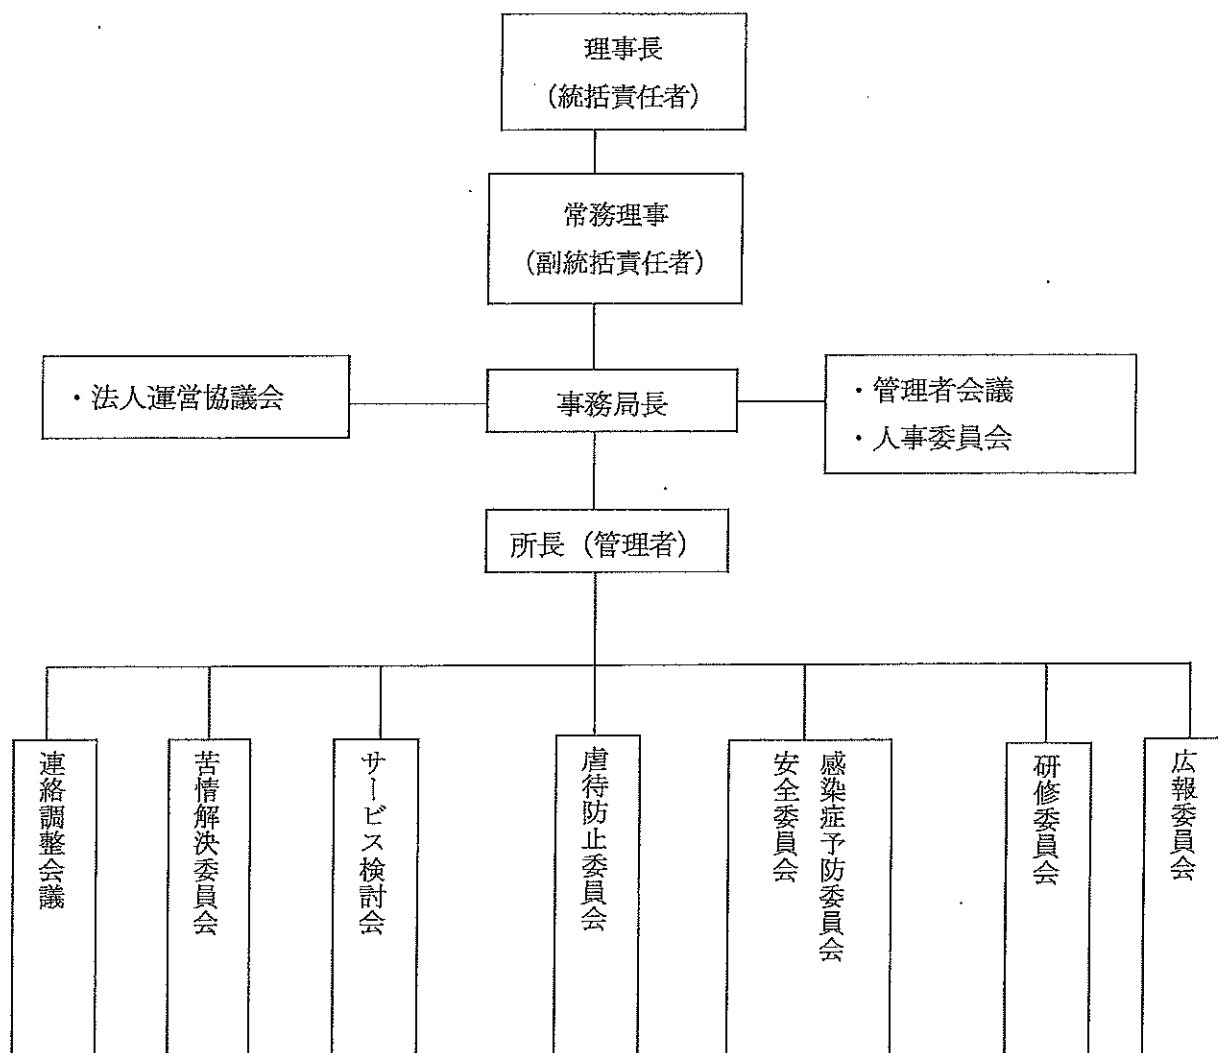 理事長
(統括責任者)
常務理事
(副統括責任者)
・法人運営協議会
事務局長
・管理者会議
・人事委員会
所長（管理者）
連絡調整会議
苦情解決委員会
サービス検討会
虐待防止委員会
感染症予防委員会
安全委員会
研修委員会
広報委員会